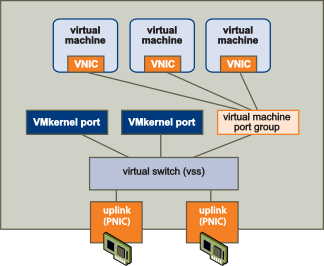 virtual
machine
VNIC
virtual
machine
VNIC
virtual
machine
VNIC
VMkernel port
VMkernel port
virtual machine
port group
virtual switch (vss)
uplink
(PNIC)
uplink
(PNIC)